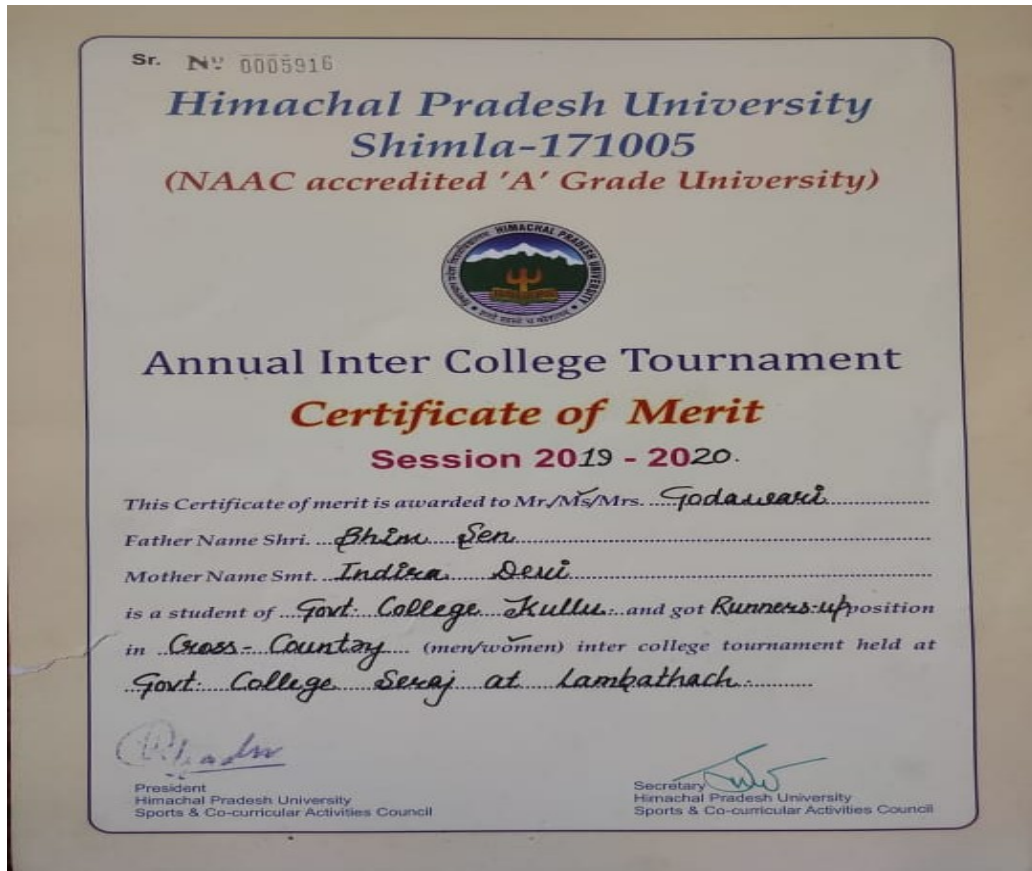 Sr. No 0005916
Himachal Pradesh University
Shimla-171005
(NAAC accredited 'A' Grade University)
HIMACHAL PRADESH UNIVERSITY
Annual Inter College Tournament
Certificate of Merit
Session 2019 - 2020.
This Certificate of merit is awarded to Mr./Ms/Mrs. Godawari
Father Name Shri. Bhim Sen
Mother Name Smt. Indira Devi
is a student of Govt. College Kullu. and got Runners-up position
in Cross-Country (men/women) inter college tournament held at
Govt. College Seraj at Lambathach.
President
Himachal Pradesh University
Sports & Co-curricular Activities Council
Secretary
Himachal Pradesh University
Sports & Co-curricular Activities Council